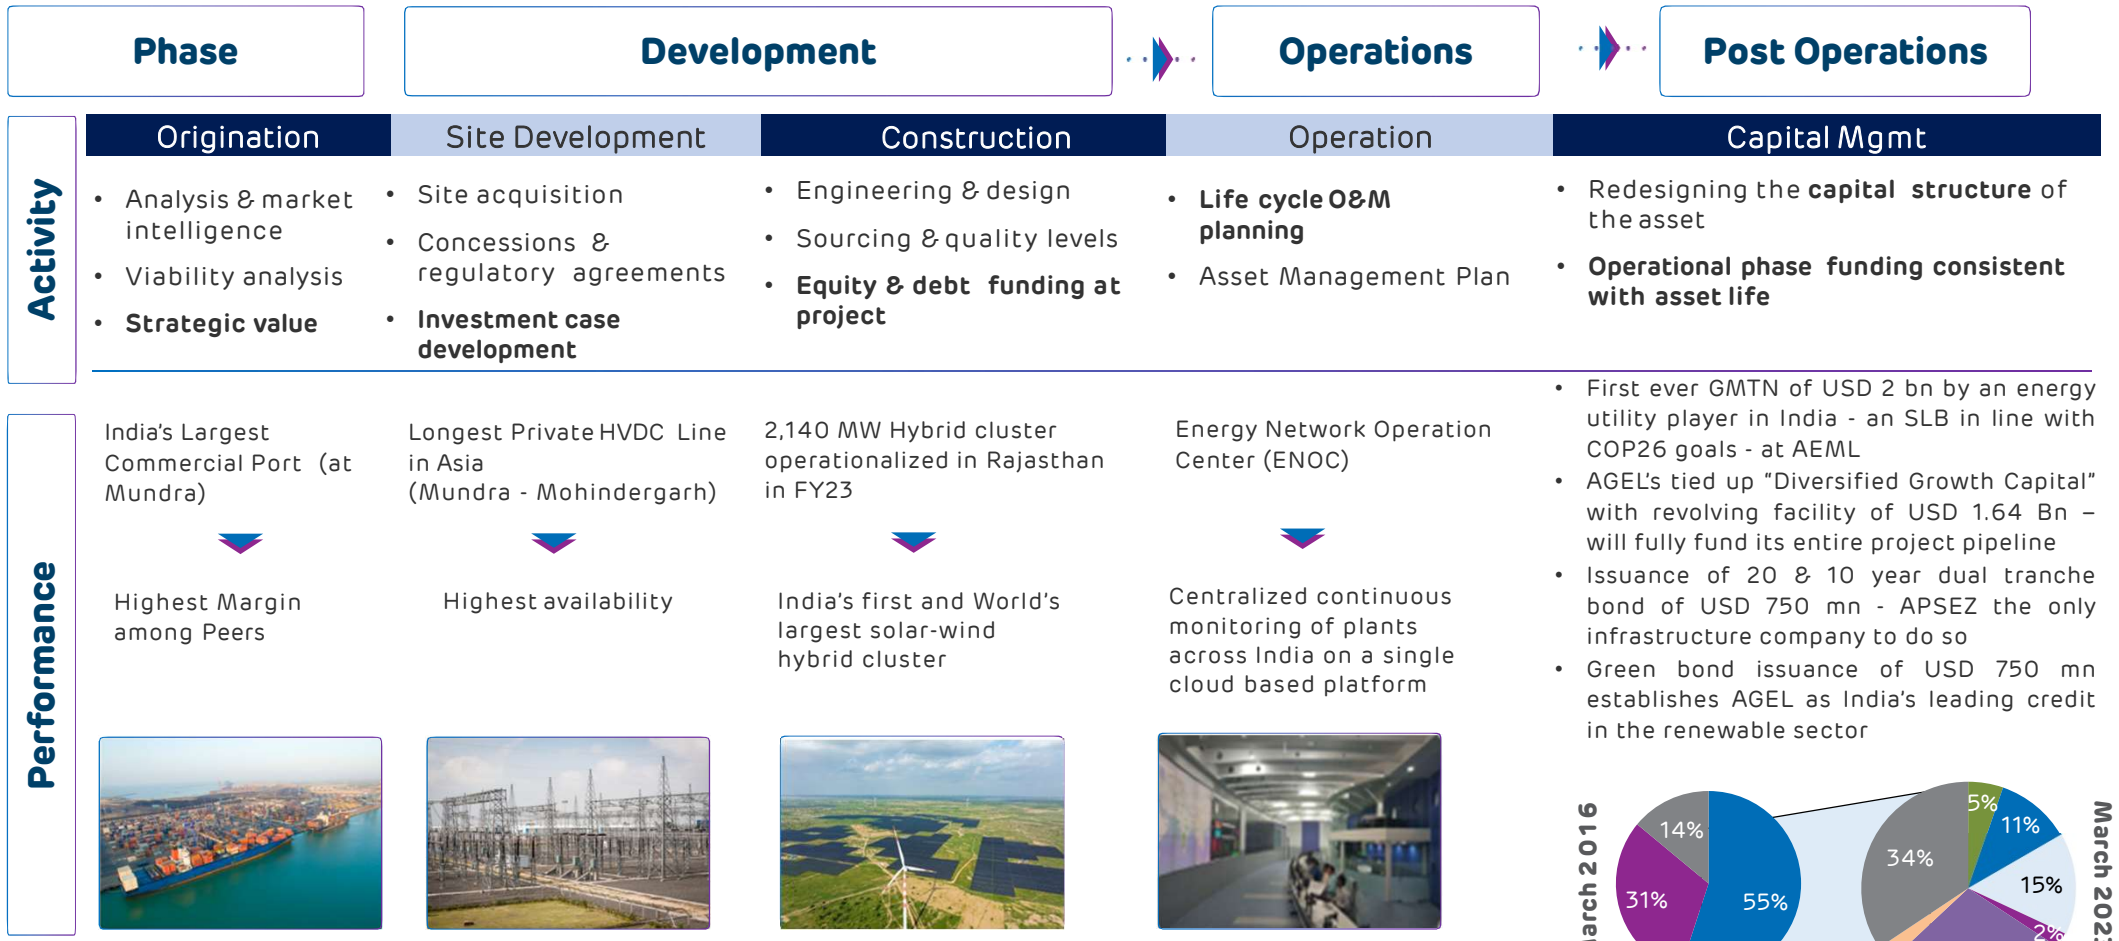 Phase
Development
Operations
Post Operations
Activity
Origination
Site Development
Construction
Operation
Capital Mgmt
• Analysis & market
intelligence
• Viability analysis
• Strategic value
• Site acquisition
• Concessions &
regulatory agreements
• Investment case
development
• Engineering & design
• Sourcing & quality levels
• Equity & debt funding at
project
• Life cycle O&M
planning
• Asset Management Plan
• Redesigning the capital structure of
the asset
• Operational phase funding consistent
with asset life
Performance
India's Largest
Commercial Port (at
Mundra)
Highest Margin
among Peers
Longest Private HVDC Line
in Asia
(Mundra - Mohindergarh)
Highest availability
2,140 MW Hybrid cluster
operationalized in Rajasthan
in FY23
India's first and World's
largest solar-wind
hybrid cluster
Energy Network Operation
Center (ENOC)
Centralized continuous
monitoring of plants
across India on a single
cloud based platform
• First ever GMTN of USD 2 bn by an energy
utility player in India - an SLB in line with
COP26 goals - at AEML
• AGEL's tied up “Diversified Growth Capital”
with revolving facility of USD 1.64 Bn –
will fully fund its entire project pipeline
• Issuance of 20 & 10 year dual tranche
bond of USD 750 mn - APSEZ the only
infrastructure company to do so
• Green bond issuance of USD 750 mn
establishes AGEL as India's leading credit
in the renewable sector
2016
14%
31%
55%
34%
5%
11%
15%
2%
March